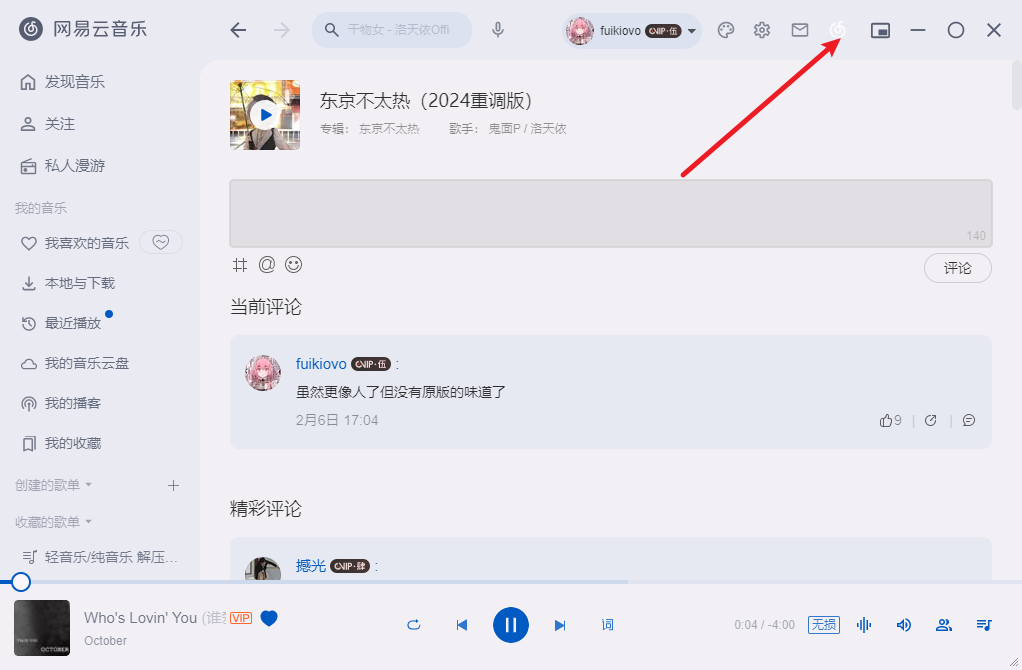 网易云音乐
干物女 - 洛天依Offi
fuikiovo VIP·伍
发现音乐
关注
私人漫游
我的音乐
我喜欢的音乐
本地与下载
最近播放
我的音乐云盘
我的播客
我的收藏
创建的歌单
收藏的歌单
轻音乐/纯音乐 解压...
东京不太热（2024重调版）
专辑： 东京不太热 歌手： 鬼面P / 洛天依
140
评论
当前评论
fuikiovo VIP·伍 :
虽然更像人了但没有原版的味道了
2月6日 17:04
9
精彩评论
撼光 VIP·肆 :
OCTOBER
Who's Lovin' You (谁 VIP
October
词
0:04 / -4:00
无损